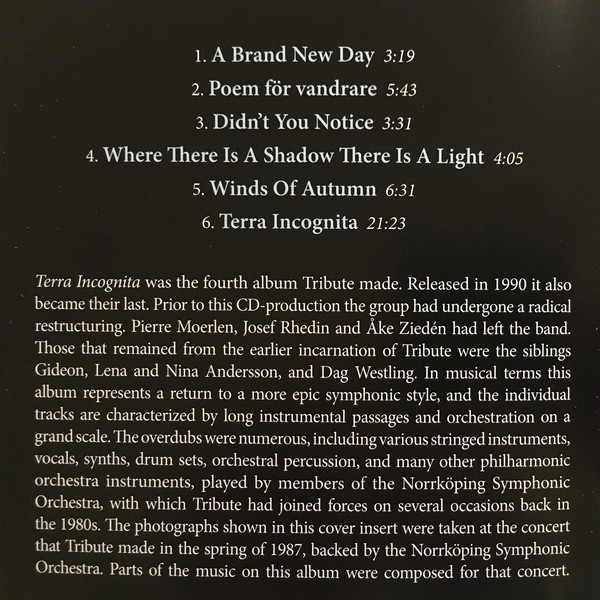 1. A Brand New Day 3:19
2. Poem för vandrare 5:43
3. Didn't You Notice 3:31
4. Where There Is A Shadow There Is A Light 4:05
5. Winds Of Autumn 6:31
6. Terra Incognita 21:23
Terra Incognita was the fourth album Tribute made. Released in 1990 it also
became their last. Prior to this CD-production the group had undergone a radical
restructuring. Pierre Moerlen, Josef Rhedin and Åke Ziedén had left the band.
Those that remained from the earlier incarnation of Tribute were the siblings
Gideon, Lena and Nina Andersson, and Dag Westling. In musical terms this
album represents a return to a more epic symphonic style, and the individual
tracks are characterized by long instrumental passages and orchestration on a
grand scale. The overdubs were numerous, including various stringed instruments,
vocals, synths, drum sets, orchestral percussion, and many other philharmonic
orchestra instruments, played by members of the Norrköping Symphonic
Orchestra, with which Tribute had joined forces on several occasions back in
the 1980s. The photographs shown in this cover insert were taken at the concert
that Tribute made in the spring of 1987, backed by the Norrköping Symphonic
Orchestra. Parts of the music on this album were composed for that concert.